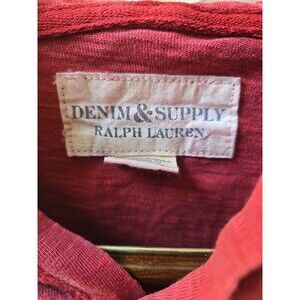 DENIM & SUPPLY
RALPH LAUREN